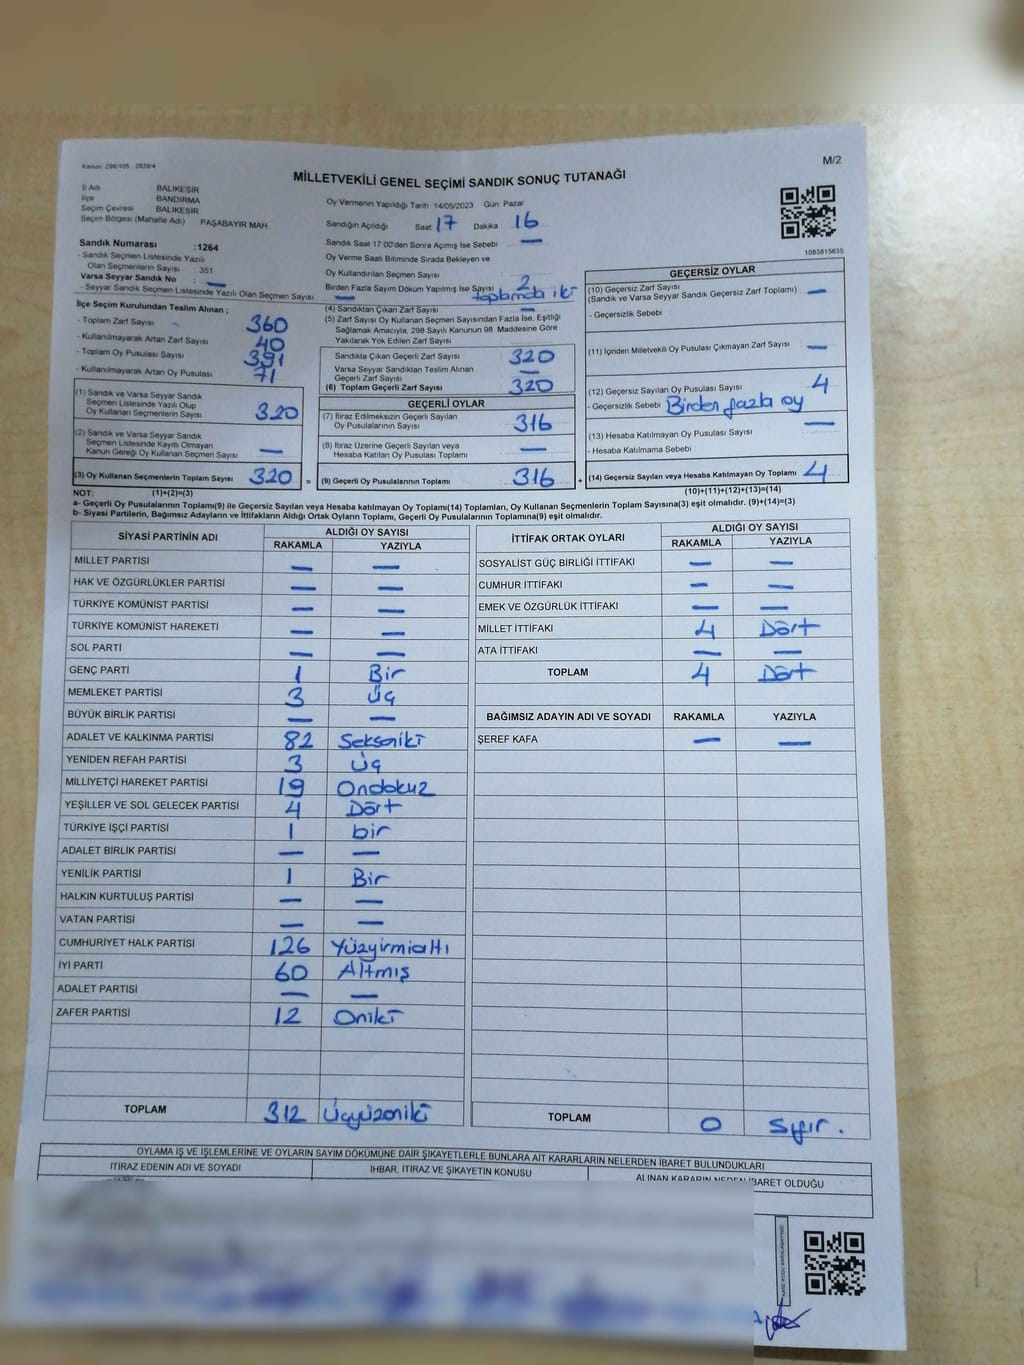 Kanun: 298/105 , 2839/4
M/2
MİLLETVEKİLİ GENEL SEÇİMİ SANDIK SONUÇ TUTANAĞI
İl Adı BALIKESİR
İlçe BANDIRMA
Seçim Çevresi BALIKESİR
Seçim Bölgesi (Mahalle Adı) PAŞABAYIR MAH
Sandık Numarası :1264
- Sandık Seçmen Listesinde Yazılı
Olan Seçmenlerin Sayısı : 351
Varsa Seyyar Sandık No : —
- Seyyar Sandık Seçmen Listesinde Yazılı Olan Seçmen Sayısı : —
Oy Vermenin Yapıldığı Tarih 14/05/2023 Gün Pazar
Sandığın Açıldığı Saat 17 Dakika 16
Sandık Saat 17:00'den Sonra Açımış İse Sebebi —
Oy Verme Saati Bitiminde Sırada Bekleyen ve
Oy Kullandırılan Seçmen Sayısı
Birden Fazla Sayım Döküm Yapılmış İse Sayısı 2 toplamda iki
1083815635
İlçe Seçim Kurulundan Teslim Alınan ;
- Toplam Zarf Sayısı 360
- Kullanılmayarak Artan Zarf Sayısı 40
- Toplam Oy Pusulası Sayısı 391
- Kullanılmayarak Artan Oy Pusulası 71
(1) Sandık ve Varsa Seyyar Sandık
Seçmen Listesinde Yazılı Olup
Oy Kullanan Seçmenlerin Sayısı 320
(2) Sandık ve Varsa Seyyar Sandık
Seçmen Listesinde Kayıtlı Olmayan
Kanun Gereği Oy Kullanan Seçmen Sayısı —
(3) Oy Kullanan Seçmenlerin Toplam Sayısı 320 =
(4) Sandıktan Çıkan Zarf Sayısı —
(5) Zarf Sayısı Oy Kullanan Seçmen Sayısından Fazla İse, Eşitliği
Sağlamak Amacıyla, 298 Sayılı Kanunun 98 Maddesine Göre
Yakılarak Yok Edilen Zarf Sayısı
Sandıkta Çıkan Geçerli Zarf Sayısı 320
Varsa Seyyar Sandıktan Teslim Alınan
Geçerli Zarf Sayısı —
(6) Toplam Geçerli Zarf Sayısı 320
GEÇERLİ OYLAR
(7) İtiraz Edilmeksizin Geçerli Sayılan
Oy Pusulalarının Sayısı 316
(8) İtiraz Üzerine Geçerli Sayılan veya
Hesaba Katılan Oy Pusulası Toplamı —
(9) Geçerli Oy Pusulalarının Toplamı 316 +
GEÇERSİZ OYLAR
(10) Geçersiz Zarf Sayısı —
(Sandık ve Varsa Seyyar Sandık Geçersiz Zarf Toplamı)
- Geçersizlik Sebebi :
(11) İçinden Milletvekili Oy Pusulası Çıkmayan Zarf Sayısı —
(12) Geçersiz Sayılan Oy Pusulası Sayısı 4
- Geçersizlik Sebebi Birden fazla oy
(13) Hesaba Katılmayan Oy Pusulası Sayısı —
- Hesaba Katılmama Sebebi :
(14) Geçersiz Sayılan veya Hesaba Katılmayan Oy Toplamı 4
NOT: (1)+(2)=(3) (10)+(11)+(12)+(13)=(14)
a- Geçerli Oy Pusulalarının Toplamı(9) ile Geçersiz Sayılan veya Hesaba katılmayan Oy Toplamı(14) Toplamları, Oy Kullanan Seçmenlerin Toplam Sayısına(3) eşit olmalıdır. (9)+(14)=(3)
b- Siyasi Partilerin, Bağımsız Adayların ve İttifakların Aldığı Ortak Oyların Toplamı, Geçerli Oy Pusulalarının Toplamına(9) eşit olmalıdır.
SİYASİ PARTİNİN ADI ALDIĞI OY SAYISI
RAKAMLA YAZIYLA
MİLLET PARTİSİ — —
HAK VE ÖZGÜRLÜKLER PARTİSİ — —
TÜRKİYE KOMÜNİST PARTİSİ — —
TÜRKİYE KOMÜNİST HAREKETİ — —
SOL PARTİ — —
GENÇ PARTİ 1 Bir
MEMLEKET PARTİSİ 3 Üç
BÜYÜK BİRLİK PARTİSİ — —
ADALET VE KALKINMA PARTİSİ 82 Sekseniki
YENİDEN REFAH PARTİSİ 3 Üç
MİLLİYETÇİ HAREKET PARTİSİ 19 Ondokuz
YEŞİLLER VE SOL GELECEK PARTİSİ 4 Dört
TÜRKİYE İŞÇİ PARTİSİ 1 bir
ADALET BİRLİK PARTİSİ — —
YENİLİK PARTİSİ 1 Bir
HALKIN KURTULUŞ PARTİSİ — —
VATAN PARTİSİ — —
CUMHURİYET HALK PARTİSİ 126 Yüzyirmialtı
İYİ PARTİ 60 Altmış
ADALET PARTİSİ — —
ZAFER PARTİSİ 12 Oniki
TOPLAM 312 Üçyüzoniki
İTTİFAK ORTAK OYLARI ALDIĞI OY SAYISI
RAKAMLA YAZIYLA
SOSYALİST GÜÇ BİRLİĞİ İTTİFAKI — —
CUMHUR İTTİFAKI — —
EMEK VE ÖZGÜRLÜK İTTİFAKI — —
MİLLET İTTİFAKI 4 Dört
ATA İTTİFAKI — —
TOPLAM 4 Dört
BAĞIMSIZ ADAYIN ADI VE SOYADI RAKAMLA YAZIYLA
ŞEREF KAFA — —
TOPLAM 0 Sıfır.
OYLAMA İŞ VE İŞLEMLERİNE VE OYLARIN SAYIM DÖKÜMÜNE DAİR ŞİKAYETLERLE BUNLARA AİT KARARLARIN NELERDEN İBARET BULUNDUKLARI
İTİRAZ EDENİN ADI VE SOYADI İHBAR, İTİRAZ VE ŞİKAYETİN KONUSU ALINAN KARARIN NEDEN İBARET OLDUĞU